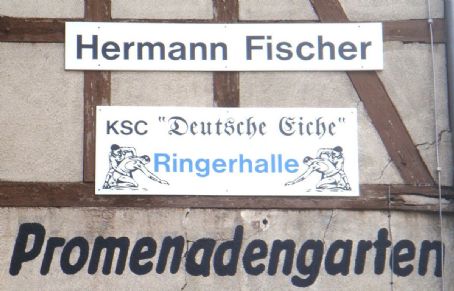 Hermann Fischer
KSC "Deutsche Eiche"
Ringerhalle
Promenadengarten